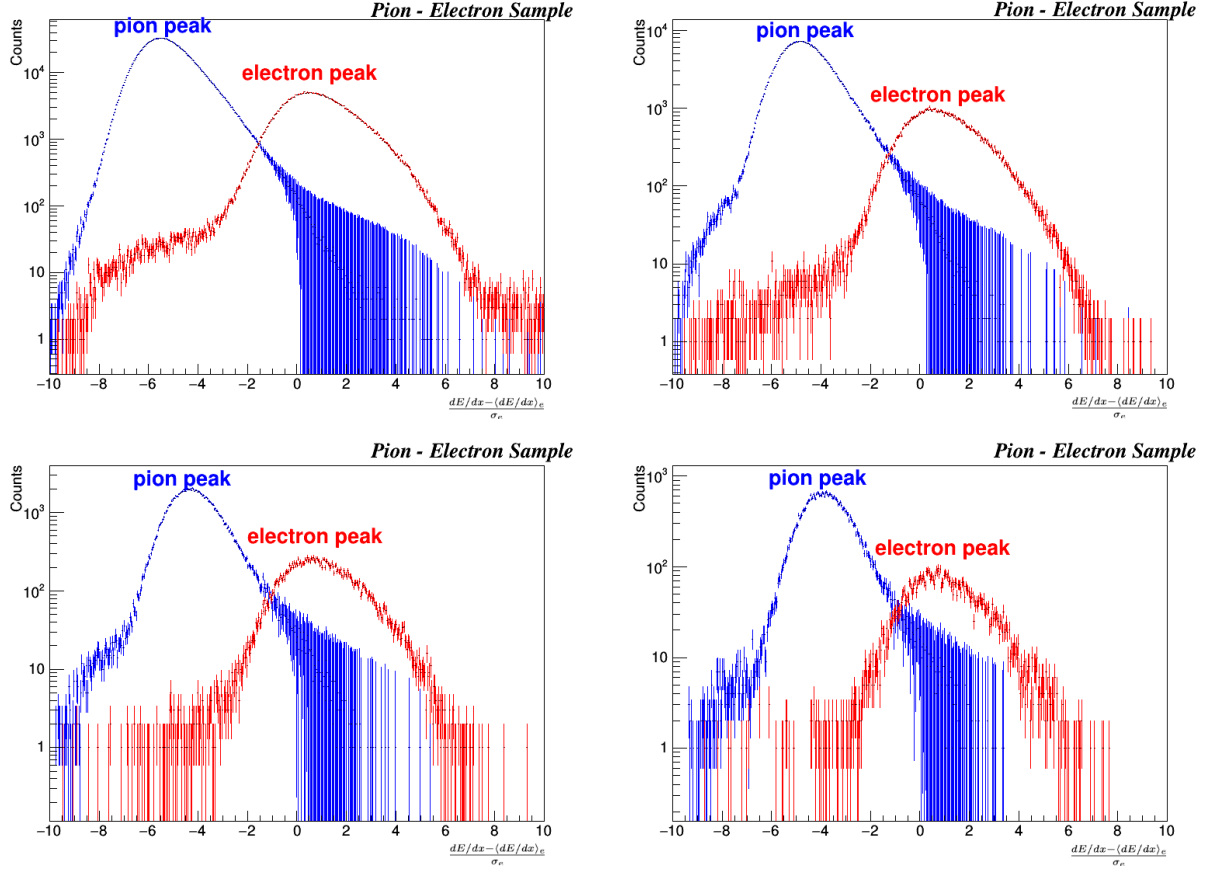 Pion - Electron Sample
Counts
pion peak
electron peak
10⁴
10³
10²
10
1
−10 −8 −6 −4 −2 0 2 4 6 8 10
dE/dx−⟨dE/dx⟩ₑ
σₑ
Pion - Electron Sample
Counts
pion peak
electron peak
10⁴
10³
10²
10
1
−10 −8 −6 −4 −2 0 2 4 6 8 10
dE/dx−⟨dE/dx⟩ₑ
σₑ
Pion - Electron Sample
Counts
pion peak
electron peak
10³
10²
10
1
−10 −8 −6 −4 −2 0 2 4 6 8 10
dE/dx−⟨dE/dx⟩ₑ
σₑ
Pion - Electron Sample
Counts
pion peak
electron peak
10³
10²
10
1
−10 −8 −6 −4 −2 0 2 4 6 8 10
dE/dx−⟨dE/dx⟩ₑ
σₑ